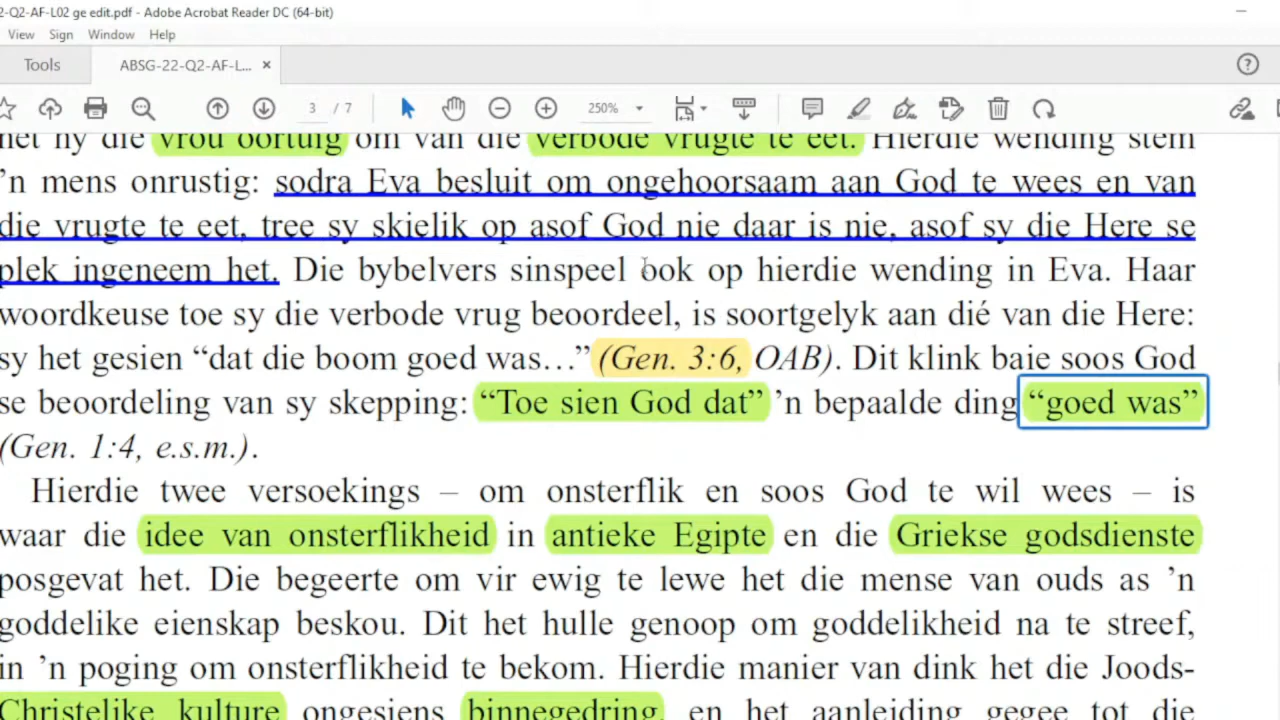 2-Q2-AF-L02 ge edit.pdf - Adobe Acrobat Reader DC (64-bit)
View Sign Window Help
Tools ABSG-22-Q2-AF-L... ×
3 / 7 250%
het hy die vrou oortuig om van die verbode vrugte te eet. Hierdie wending stem
'n mens onrustig: sodra Eva besluit om ongehoorsaam aan God te wees en van
die vrugte te eet, tree sy skielik op asof God nie daar is nie, asof sy die Here se
plek ingeneem het. Die bybelvers sinspeel ook op hierdie wending in Eva. Haar
woordkeuse toe sy die verbode vrug beoordeel, is soortgelyk aan dié van die Here:
sy het gesien “dat die boom goed was…” (Gen. 3:6, OAB). Dit klink baie soos God
se beoordeling van sy skepping: “Toe sien God dat” ’n bepaalde ding “goed was”
(Gen. 1:4, e.s.m.).
Hierdie twee versoekings – om onsterflik en soos God te wil wees – is
waar die idee van onsterflikheid in antieke Egipte en die Griekse godsdienste
posgevat het. Die begeerte om vir ewig te lewe het die mense van ouds as ’n
goddelike eienskap beskou. Dit het hulle genoop om goddelikheid na te streef,
in ’n poging om onsterflikheid te bekom. Hierdie manier van dink het die Joods-
Christelike kulture ongesiens binnegedring, en het aanleiding gegee tot die